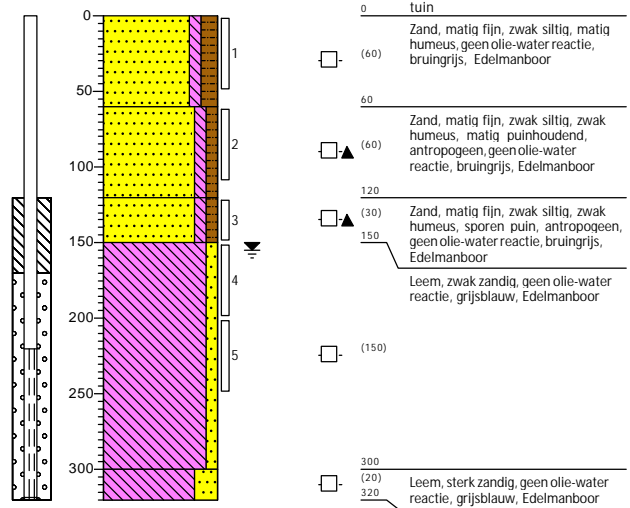 0
50
100
150
200
250
300
1
2
3
4
5
0 tuin
(60)
Zand, matig fijn, zwak siltig, matig
humeus, geen olie-water reactie,
bruingrijs, Edelmanboor
60
(60)
Zand, matig fijn, zwak siltig, zwak
humeus, matig puinhoudend,
antropogeen, geen olie-water
reactie, bruingrijs, Edelmanboor
120
(30)
Zand, matig fijn, zwak siltig, zwak
humeus, sporen puin, antropogeen,
geen olie-water reactie, bruingrijs,
Edelmanboor
150
Leem, zwak zandig, geen olie-water
reactie, grijsblauw, Edelmanboor
(150)
300
(20)
Leem, sterk zandig, geen olie-water
reactie, grijsblauw, Edelmanboor
320